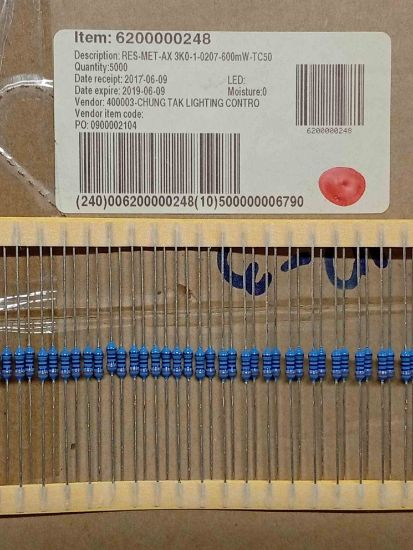 Item: 6200000248
Description: RES-MET-AX 3K0-1-0207-600mW-TC50
Quantity:5000
Date receipt: 2017-06-09 LED:
Date expire: 2019-06-09 Moisture:0
Vendor: 400003-CHUNG TAK LIGHTING CONTRO
Vendor item code:
PO: 0900002104
6200000248
(240)006200000248(10)500000006790